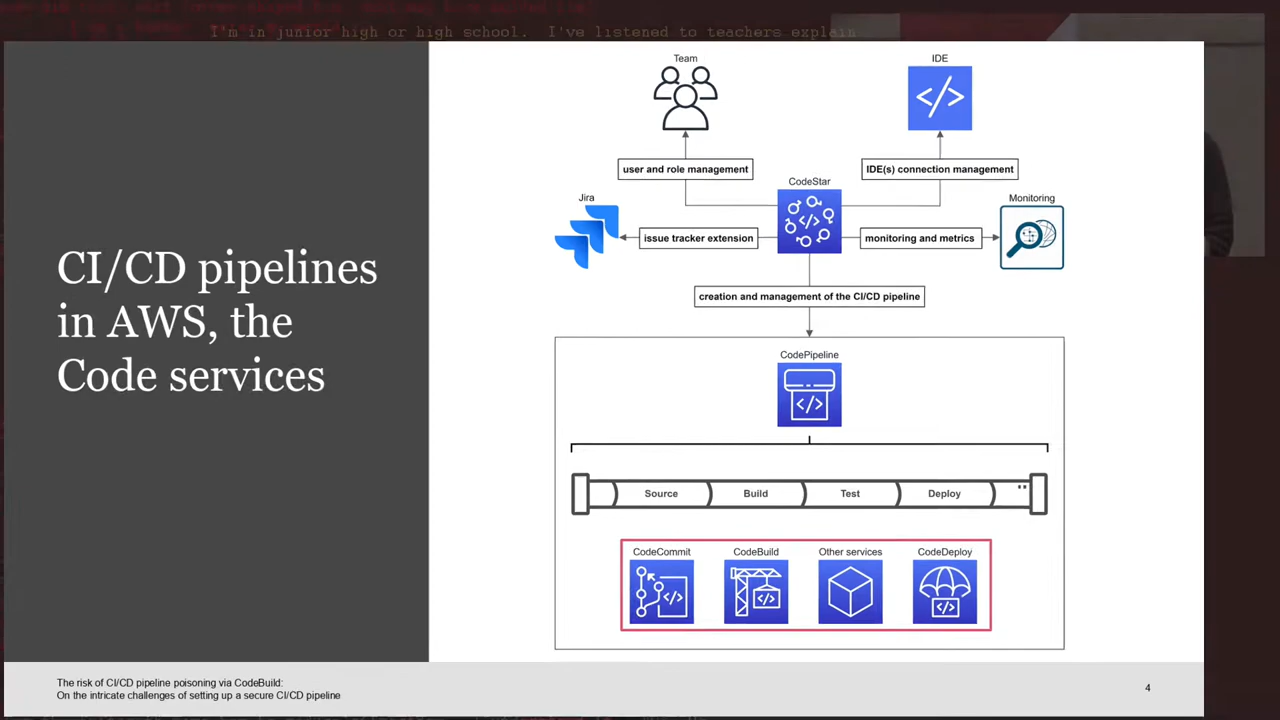 I'm in junior high or high school. I've listened to teachers explain
CI/CD pipelines
in AWS, the
Code services
Team
IDE
user and role management
IDE(s) connection management
CodeStar
Jira
Monitoring
issue tracker extension
monitoring and metrics
creation and management of the CI/CD pipeline
CodePipeline
Source
Build
Test
Deploy
CodeCommit
CodeBuild
Other services
CodeDeploy
The risk of CI/CD pipeline poisoning via CodeBuild:
On the intricate challenges of setting up a secure CI/CD pipeline
4